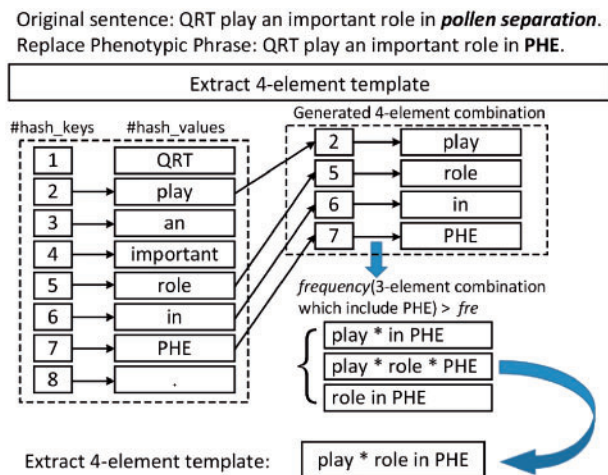 Original sentence: QRT play an important role in pollen separation.
Replace Phenotypic Phrase: QRT play an important role in PHE.
Extract 4-element template
#hash_keys #hash_values
Generated 4-element combination
1 QRT
2 play
3 an
4 important
5 role
6 in
7 PHE
8 .
2 play
5 role
6 in
7 PHE
frequency(3-element combination
which include PHE) > fre
play * in PHE
play * role * PHE
role in PHE
Extract 4-element template: play * role in PHE